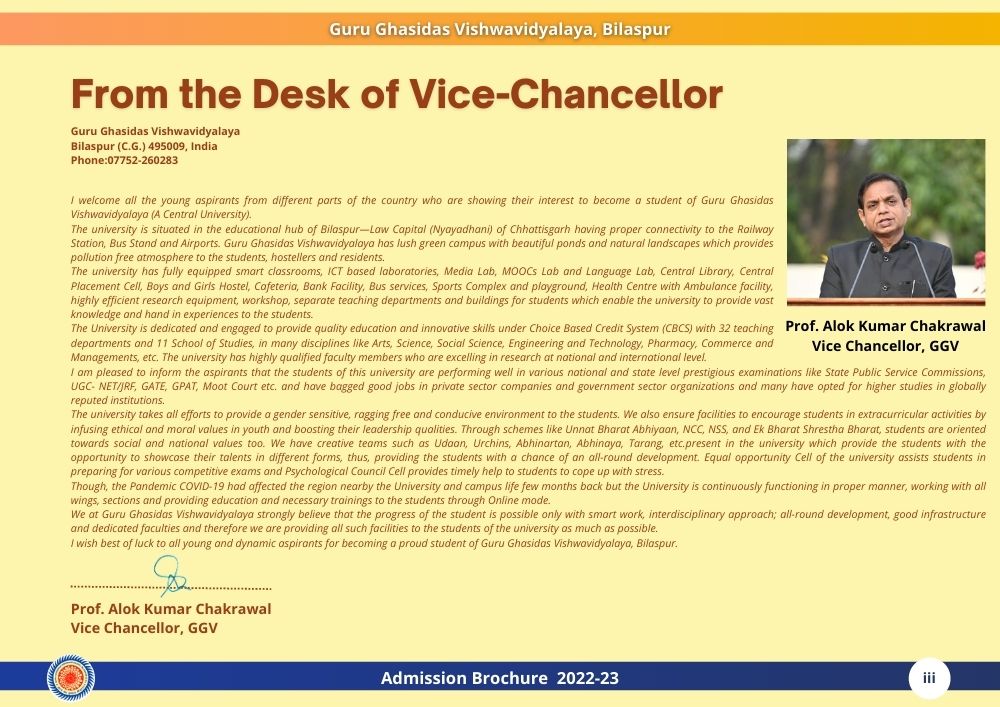 Guru Ghasidas Vishwavidyalaya, Bilaspur
From the Desk of Vice-Chancellor
Guru Ghasidas Vishwavidyalaya
Bilaspur (C.G.) 495009, India
Phone:07752-260283
I welcome all the young aspirants from different parts of the country who are showing their interest to become a student of Guru Ghasidas
Vishwavidyalaya (A Central University).
The university is situated in the educational hub of Bilaspur—Law Capital (Nyayadhani) of Chhattisgarh having proper connectivity to the Railway
Station, Bus Stand and Airports. Guru Ghasidas Vishwavidyalaya has lush green campus with beautiful ponds and natural landscapes which provides
pollution free atmosphere to the students, hostellers and residents.
The university has fully equipped smart classrooms, ICT based laboratories, Media Lab, MOOCs Lab and Language Lab, Central Library, Central
Placement Cell, Boys and Girls Hostel, Cafeteria, Bank Facility, Bus services, Sports Complex and playground, Health Centre with Ambulance facility,
highly efficient research equipment, workshop, separate teaching departments and buildings for students which enable the university to provide vast
knowledge and hand in experiences to the students.
The University is dedicated and engaged to provide quality education and innovative skills under Choice Based Credit System (CBCS) with 32 teaching
departments and 11 School of Studies, in many disciplines like Arts, Science, Social Science, Engineering and Technology, Pharmacy, Commerce and
Managements, etc. The university has highly qualified faculty members who are excelling in research at national and international level.
Prof. Alok Kumar Chakrawal
Vice Chancellor, GGV
I am pleased to inform the aspirants that the students of this university are performing well in various national and state level prestigious examinations like State Public Service Commissions,
UGC- NET/JRF, GATE, GPAT, Moot Court etc. and have bagged good jobs in private sector companies and government sector organizations and many have opted for higher studies in globally
reputed institutions.
The university takes all efforts to provide a gender sensitive, ragging free and conducive environment to the students. We also ensure facilities to encourage students in extracurricular activities by
infusing ethical and moral values in youth and boosting their leadership qualities. Through schemes like Unnat Bharat Abhiyaan, NCC, NSS, and Ek Bharat Shrestha Bharat, students are oriented
towards social and national values too. We have creative teams such as Udaan, Urchins, Abhinartan, Abhinaya, Tarang, etc.present in the university which provide the students with the
opportunity to showcase their talents in different forms, thus, providing the students with a chance of an all-round development. Equal opportunity Cell of the university assists students in
preparing for various competitive exams and Psychological Council Cell provides timely help to students to cope up with stress.
Though, the Pandemic COVID-19 had affected the region nearby the University and campus life few months back but the University is continuously functioning in proper manner, working with all
wings, sections and providing education and necessary trainings to the students through Online mode.
We at Guru Ghasidas Vishwavidyalaya strongly believe that the progress of the student is possible only with smart work, interdisciplinary approach; all-round development, good infrastructure
and dedicated faculties and therefore we are providing all such facilities to the students of the university as much as possible.
I wish best of luck to all young and dynamic aspirants for becoming a proud student of Guru Ghasidas Vishwavidyalaya, Bilaspur.
Prof. Alok Kumar Chakrawal
Vice Chancellor, GGV
Admission Brochure 2022-23
iii